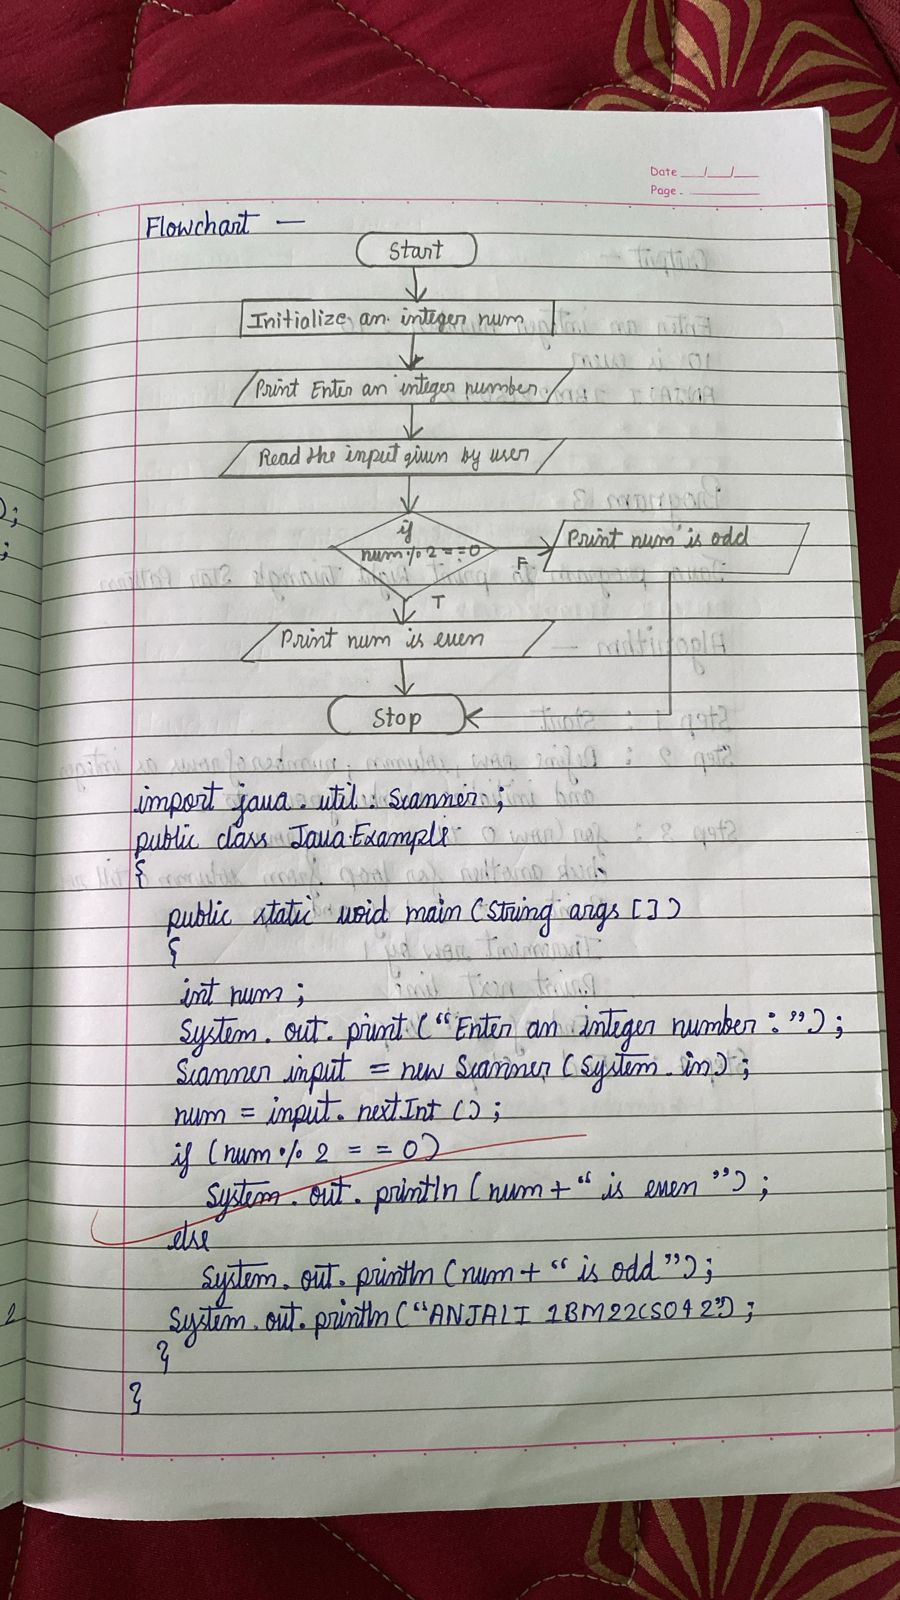 Date __/__/__
Page. ______
Flowchart —
Start
Initialize an integer num
Print Enter an integer number
Read the input given by user
if
num % 2 == 0
F
Print num is odd
T
Print num is even
Stop
import java.util.Scanner;
public class JavaExample
{
public static void main (String args [])
{
int num;
System.out.print ("Enter an integer number:");
Scanner input = new Scanner (System.in);
num = input.nextInt ();
if (num % 2 == 0)
System.out.println (num + " is even");
else
System.out.println (num + " is odd");
System.out.println ("ANJALI 1BM22CS042");
}
}